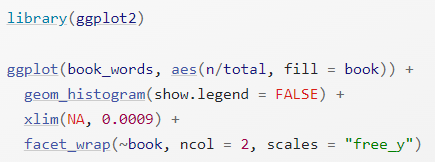 library(ggplot2)
ggplot(book_words, aes(n/total, fill = book)) +
geom_histogram(show.legend = FALSE) +
xlim(NA, 0.0009) +
facet_wrap(~book, ncol = 2, scales = "free_y")